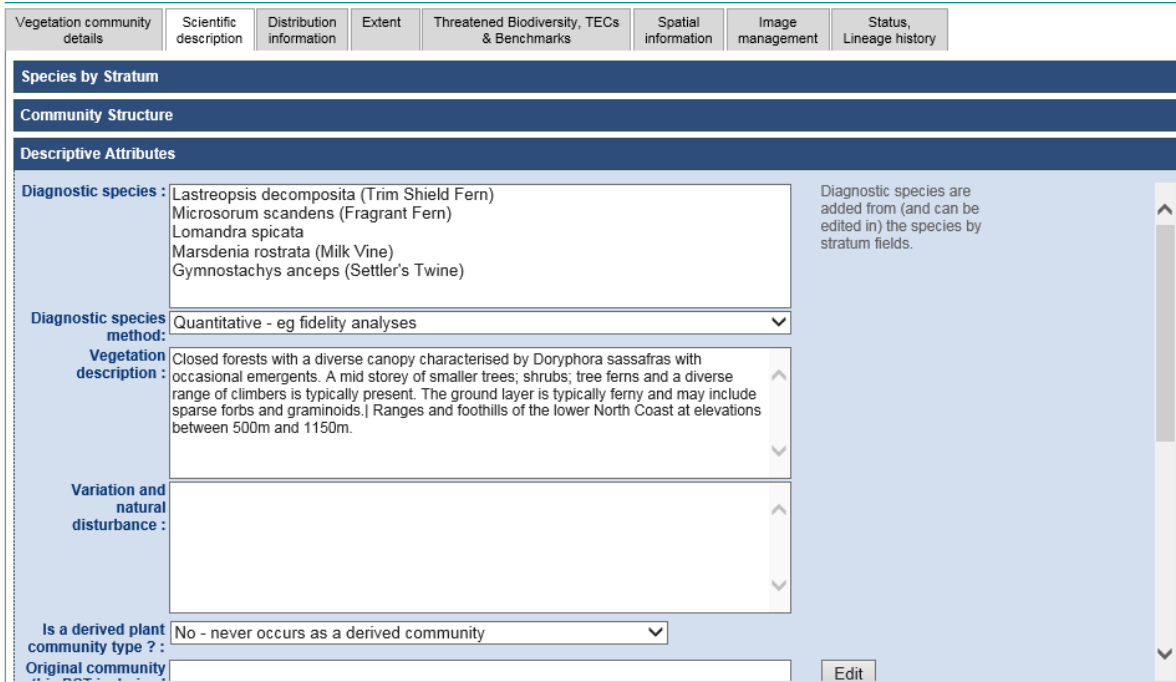 Vegetation community details
Scientific description
Distribution information
Extent
Threatened Biodiversity, TECs & Benchmarks
Spatial information
Image management
Status, Lineage history
Species by Stratum
Community Structure
Descriptive Attributes
Diagnostic species :
Lastreopsis decomposita (Trim Shield Fern)
Microsorum scandens (Fragrant Fern)
Lomandra spicata
Marsdenia rostrata (Milk Vine)
Gymnostachys anceps (Settler's Twine)
Diagnostic species are
added from (and can be
edited in) the species by
stratum fields.
Diagnostic species
method:
Quantitative - eg fidelity analyses
Vegetation
description :
Closed forests with a diverse canopy characterised by Doryphora sassafras with
occasional emergents. A mid storey of smaller trees; shrubs; tree ferns and a diverse
range of climbers is typically present. The ground layer is typically ferny and may include
sparse forbs and graminoids.| Ranges and foothills of the lower North Coast at elevations
between 500m and 1150m.
Variation and
natural
disturbance :
Is a derived plant
community type ? :
No - never occurs as a derived community
Original community
Edit